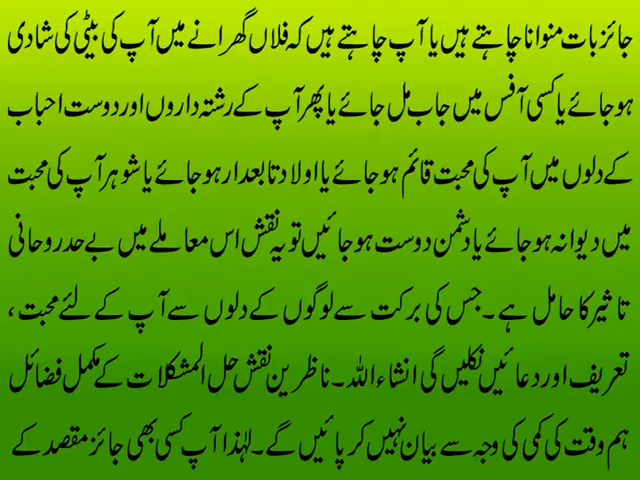 جائز بات منوانا چاہتے ہیں یا آپ چاہتے ہیں کہ فلاں گھرانے میں آپ کی بیٹی کی شادی
ہو جائے یا کسی آفس میں جاب مل جائے یا پھر آپ کے رشتہ داروں اور دوست احباب
کے دلوں میں آپ کی محبت قائم ہو جائے یا اولاد تابعدار ہو جائے یا شوہر آپ کی محبت
میں دیوانہ ہو جائے یا دشمن دوست ہو جائیں تو یہ نقش اس معاملے میں بے حد روحانی
تاثیر کا حامل ہے۔ جس کی برکت سے لوگوں کے دلوں سے آپ کے لئے محبت،
تعریف اور دعائیں نکلیں گی انشاء اللہ۔ ناظرین نقش حل المشکلات کے مکمل فضائل
ہم وقت کی کمی کی وجہ سے بیان نہیں کر پائیں گے۔ لہٰذا آپ کسی بھی جائز مقصد کے